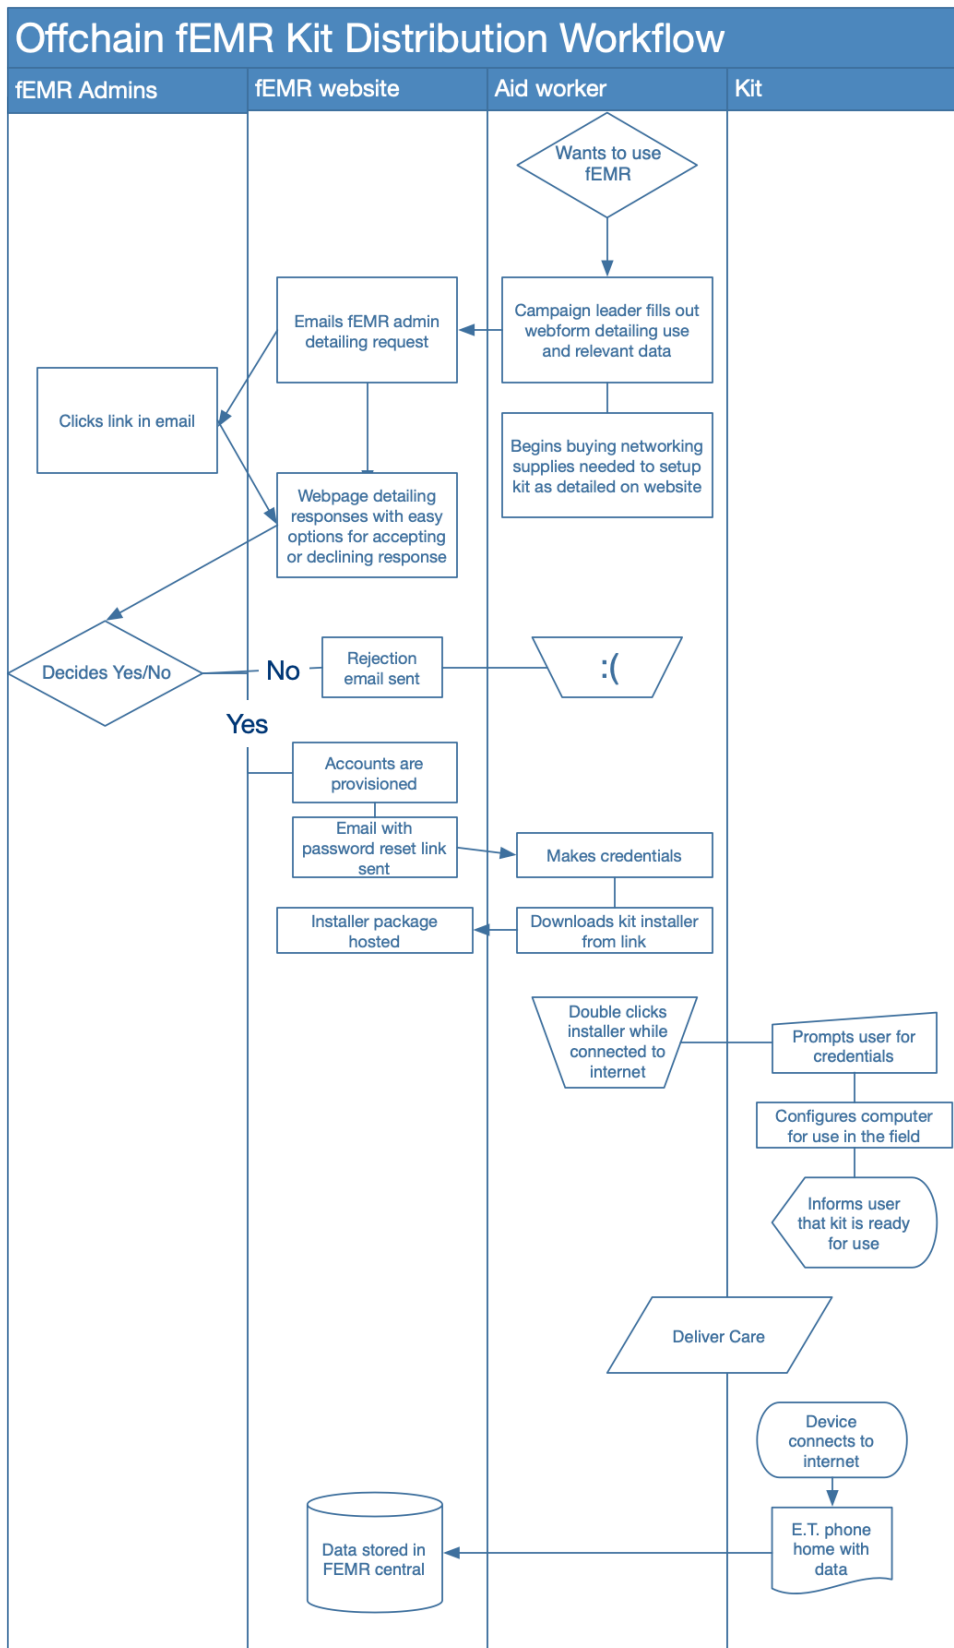 Offchain fEMR Kit Distribution Workflow
fEMR Admins
fEMR website
Aid worker
Kit
Wants to use
fEMR
Campaign leader fills out
webform detailing use
and relevant data
Emails fEMR admin
detailing request
Clicks link in email
Begins buying networking
supplies needed to setup
kit as detailed on website
Webpage detailing
responses with easy
options for accepting
or declining response
Decides Yes/No
No
Rejection
email sent
:(
Yes
Accounts are
provisioned
Email with
password reset link
sent
Makes credentials
Installer package
hosted
Downloads kit installer
from link
Double clicks
installer while
connected to
internet
Prompts user for
credentials
Configures computer
for use in the field
Informs user
that kit is ready
for use
Deliver Care
Device
connects to
internet
E.T. phone
home with
data
Data stored in
FEMR central